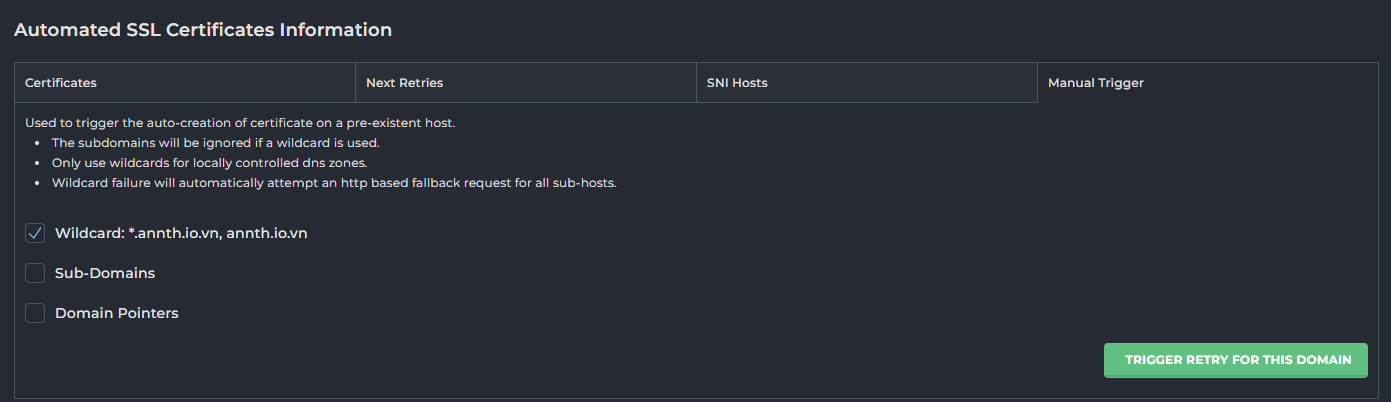 Automated SSL Certificates Information
Certificates
Next Retries
SNI Hosts
Manual Trigger
Used to trigger the auto-creation of certificate on a pre-existent host.
• The subdomains will be ignored if a wildcard is used.
• Only use wildcards for locally controlled dns zones.
• Wildcard failure will automatically attempt an http based fallback request for all sub-hosts.
Wildcard: *.annth.io.vn, annth.io.vn
Sub-Domains
Domain Pointers
TRIGGER RETRY FOR THIS DOMAIN